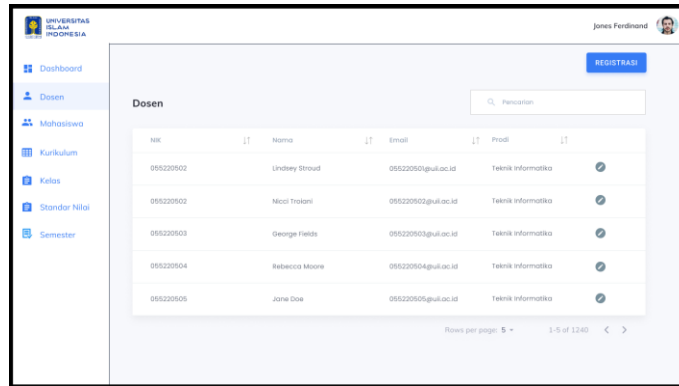 UNIVERSITAS
ISLAM
INDONESIA
Jones Ferdinand
Dashboard
REGISTRASI
Dosen
Mahasiswa
Kurikulum
Kelas
Standar Nilai
Semester
Dosen
Pencarian
NIK Nama Email Prodi
055220502 Lindsey Stroud 055220501@uii.ac.id Teknik Informatika
055220502 Nicci Troiani 055220502@uii.ac.id Teknik Informatika
055220503 George Fields 055220503@uii.ac.id Teknik Informatika
055220504 Rebecca Moore 055220504@uii.ac.id Teknik Informatika
055220505 Jane Doe 055220505@uii.ac.id Teknik Informatika
Rows per page: 5 1-5 of 1240